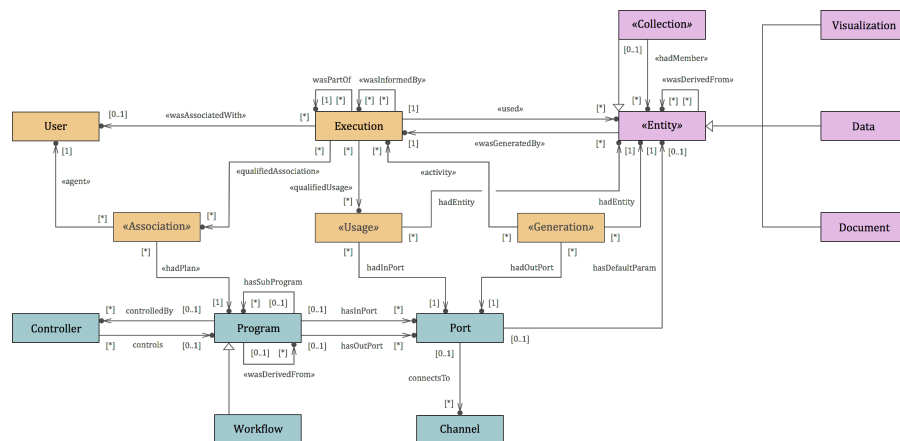 «Collection»
Visualization
[0..1]
«hadMember»
wasPartOf
«wasInformedBy»
«wasDerivedFrom»
[1] [*] [*] [*]
[*] [*] [*]
[0..1]
«wasAssociatedWith»
[*]
[1]
«used»
[*]
User
Execution
«Entity»
Data
[1]
[*] [*] [*]
[1]
«wasGeneratedBy»
[*] [1] [1] [0..1]
«agent»
«qualifiedAssociation»
«qualifiedUsage»
«activity»
[*]
hadEntity
hadEntity
[*]
[*]
«Association»
«Usage»
«Generation»
Document
[*]
[*]
[*]
[*]
[*]
[*]
«hadPlan»
hadInPort
hadOutPort
hasDefaultParam
hasSubProgram
[*]
controlledBy
[0..1]
[1]
[*] [0..1]
[0..1]
hasInPort
[*]
[1]
[1]
Controller
Program
Port
[*]
controls
[0..1]
[0..1] [*]
[0..1]
hasOutPort
[*]
[0..1]
[0..1]
«wasDerivedFrom»
connectsTo
[*]
Workflow
Channel